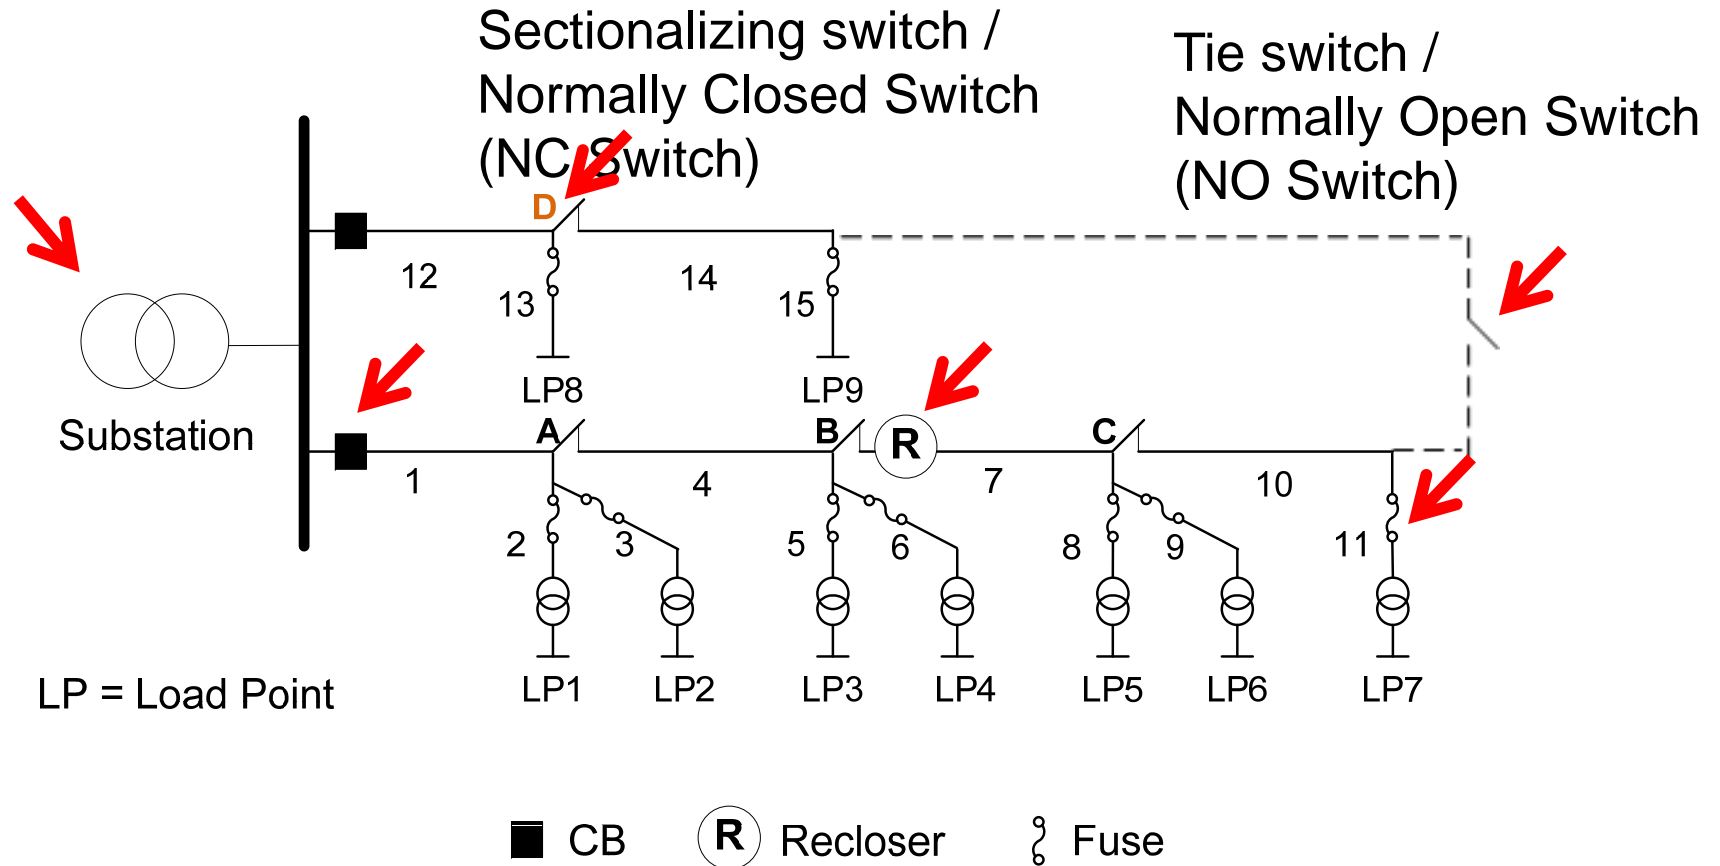 Sectionalizing switch /
Normally Closed Switch
(NC Switch)
Tie switch /
Normally Open Switch
(NO Switch)
D
12
14
13
15
LP8
LP9
Substation
A
B
R
C
1
4
7
10
2
3
5
6
8
9
11
LP = Load Point
LP1
LP2
LP3
LP4
LP5
LP6
LP7
CB
R
Recloser
Fuse